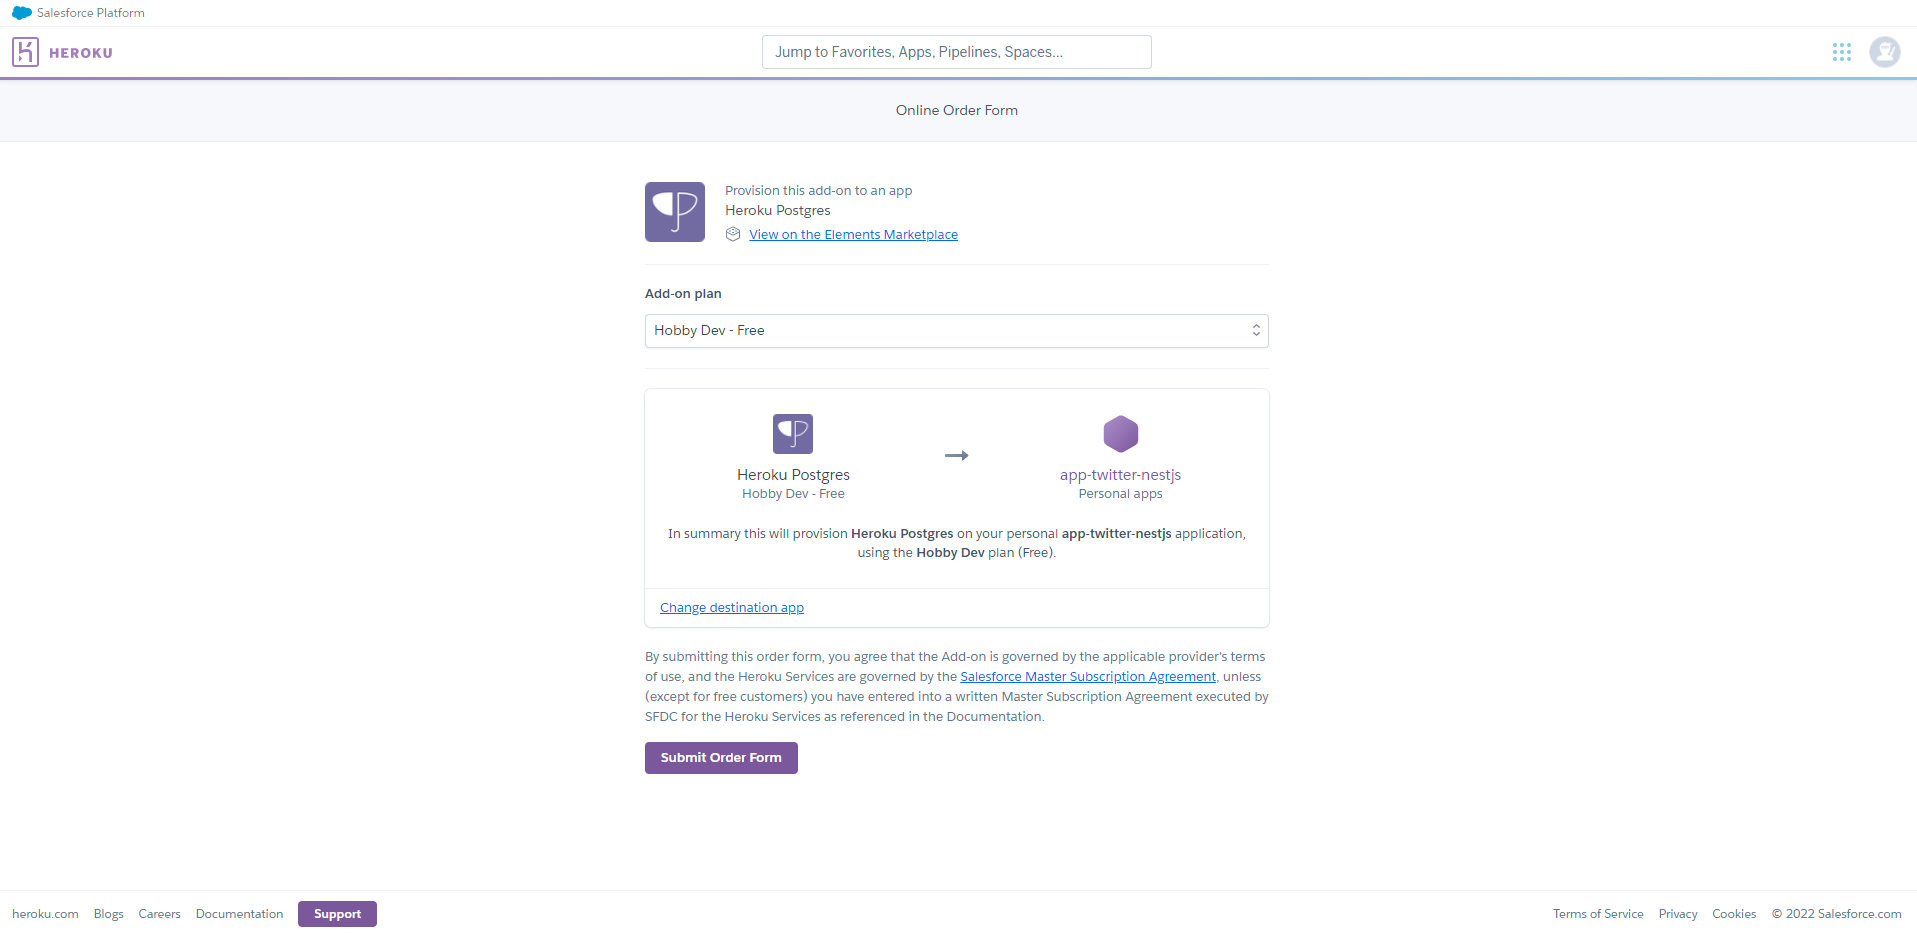 Salesforce Platform
HEROKU
Jump to Favorites, Apps, Pipelines, Spaces...
Online Order Form
Provision this add-on to an app
Heroku Postgres
View on the Elements Marketplace
Add-on plan
Hobby Dev - Free
Heroku Postgres
Hobby Dev - Free
app-twitter-nestjs
Personal apps
In summary this will provision Heroku Postgres on your personal app-twitter-nestjs application,
using the Hobby Dev plan (Free).
Change destination app
By submitting this order form, you agree that the Add-on is governed by the applicable provider's terms
of use, and the Heroku Services are governed by the Salesforce Master Subscription Agreement, unless
(except for free customers) you have entered into a written Master Subscription Agreement executed by
SFDC for the Heroku Services as referenced in the Documentation.
Submit Order Form
heroku.com Blogs Careers Documentation Support
Terms of Service Privacy Cookies © 2022 Salesforce.com